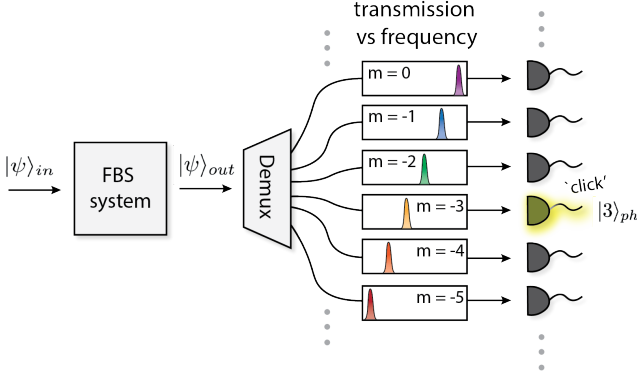 transmission
vs frequency
m = 0
m = -1
m = -2
m = -3
m = -4
m = -5
|ψ⟩in
FBS
system
|ψ⟩out
Demux
`click'
|3⟩ph